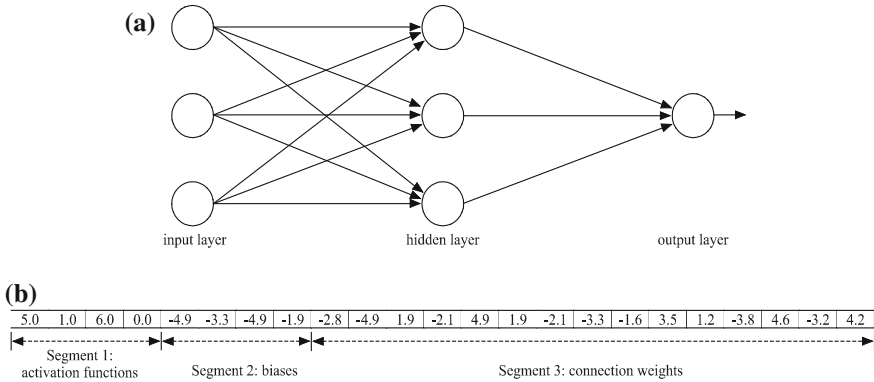 (a)
input layer hidden layer output layer
(b)
5.0 1.0 6.0 0.0 -4.9 -3.3 -4.9 -1.9 -2.8 -4.9 1.9 -2.1 4.9 1.9 -2.1 -3.3 -1.6 3.5 1.2 -3.8 4.6 -3.2 4.2
Segment 1:
activation functions
Segment 2: biases
Segment 3: connection weights